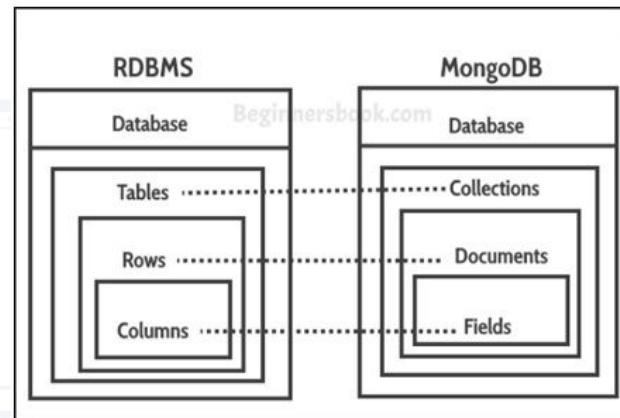 RDBMS MongoDB
Beginnersbook.com
Database Database
Tables Collections
Rows Documents
Columns Fields